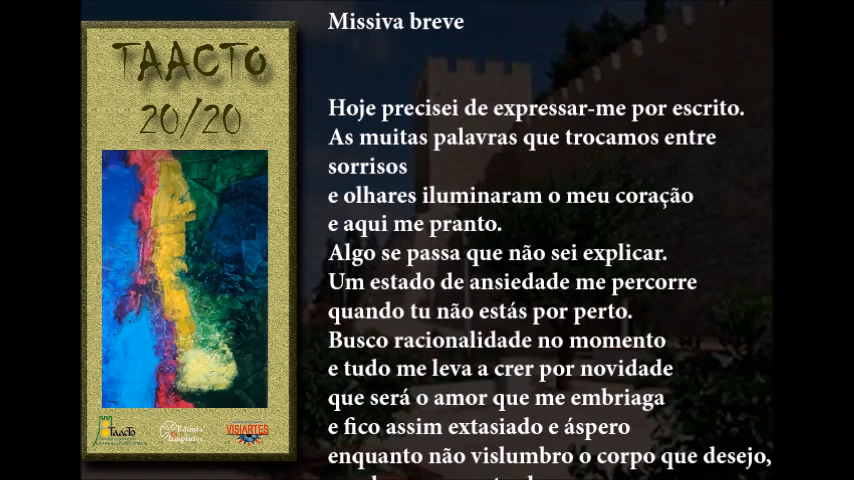 TAACTO
20/20
Taacto
Editora
Templários
VISIARTES
Missiva breve
Hoje precisei de expressar-me por escrito.
As muitas palavras que trocamos entre
sorrisos
e olhares iluminaram o meu coração
e aqui me pranto.
Algo se passa que não sei explicar.
Um estado de ansiedade me percorre
quando tu não estás por perto.
Busco racionalidade no momento
e tudo me leva a crer por novidade
que será o amor que me embriaga
e fico assim extasiado e áspero
enquanto não vislumbro o corpo que desejo,